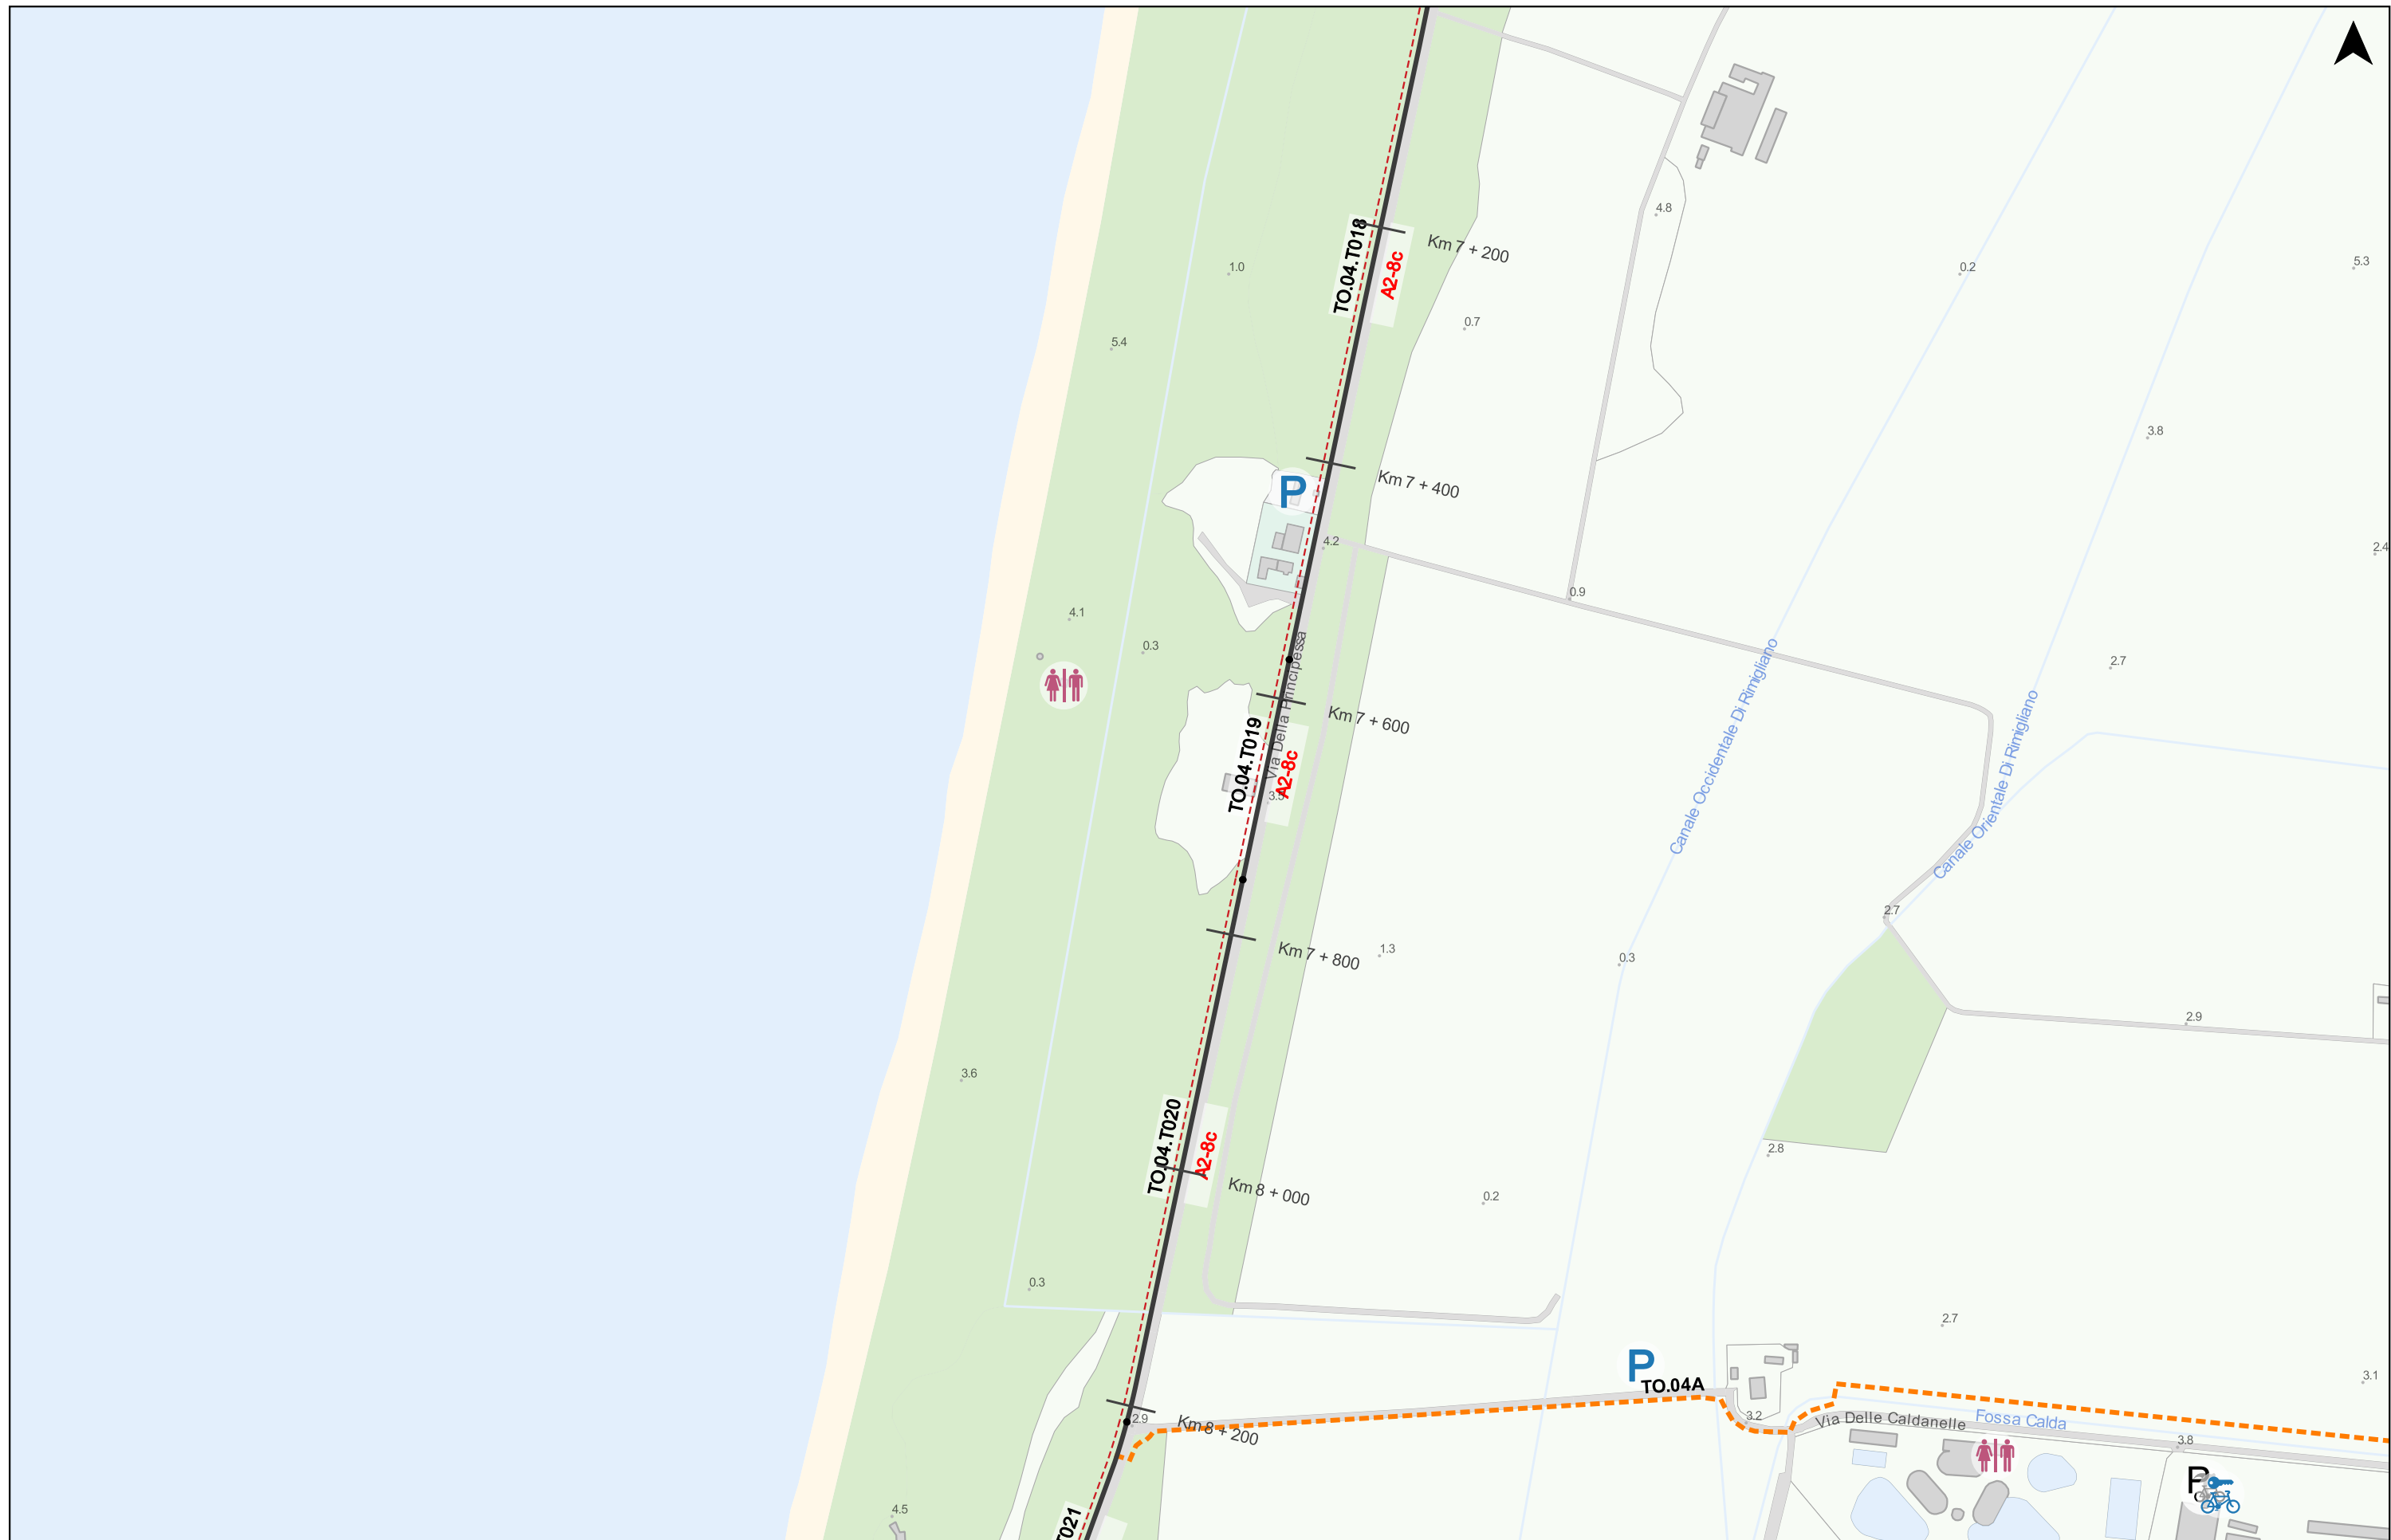 TO.04.T018
Km 7 + 200
A2-8c
4.8
1.0
0.2
5.3
0.7
5.4
3.8
Km 7 + 400
P
4.2
2.4
0.9
4.1
0.3
Via Della Principessa
2.7
Km 7 + 600
TO.04.T019
A2-8c
Canale Occidentale Di Rimigliano
Canale Orientale Di Rimigliano
2.7
Km 7 + 800
1.3
0.3
2.9
3.6
TO.04.T020
A2-8c
2.8
Km 8 + 000
0.2
0.3
2.7
P
TO.04A
3.1
2.9
Km 8 + 200
3.2
Via Delle Caldanelle
Fossa Calda
3.8
P
4.5
T021